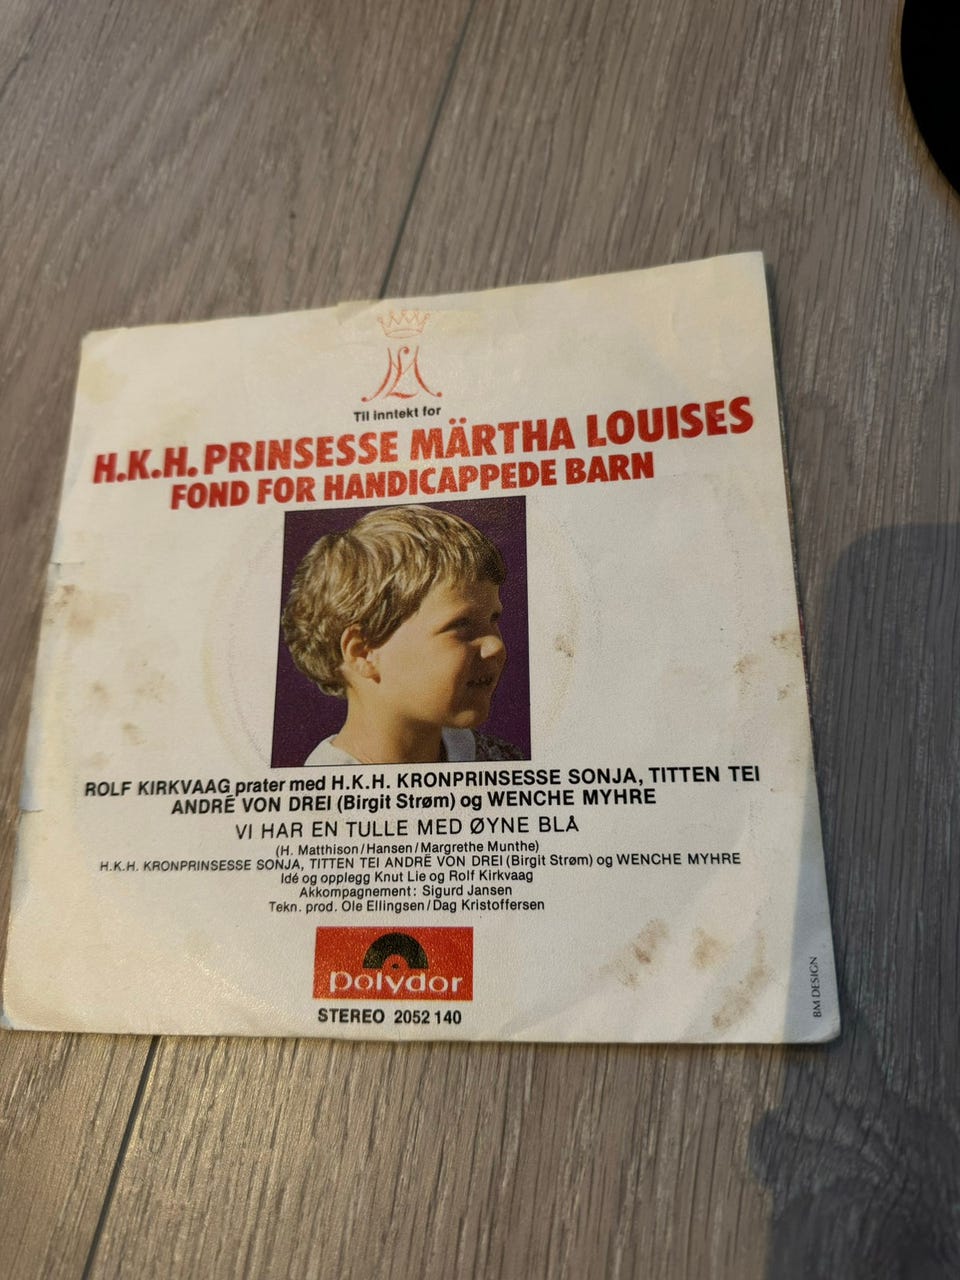 Til inntekt for
H.K.H. PRINSESSE MÄRTHA LOUISES
FOND FOR HANDICAPPEDE BARN
ROLF KIRKVAAG prater med H.K.H. KRONPRINSESSE SONJA, TITTEN TEI
ANDRÉ VON DREI (Birgit Strøm) og WENCHE MYHRE
VI HAR EN TULLE MED ØYNE BLÅ
(H. Matthison/Hansen/Margrethe Munthe)
H.K.H. KRONPRINSESSE SONJA, TITTEN TEI ANDRÉ VON DREI (Birgit Strøm) og WENCHE MYHRE
Idé og opplegg Knut Lie og Rolf Kirkvaag
Akkompagnement: Sigurd Jansen
Tekn. prod. Ole Ellingsen/Dag Kristoffersen
polydor
STEREO 2052 140
BM DESIGN